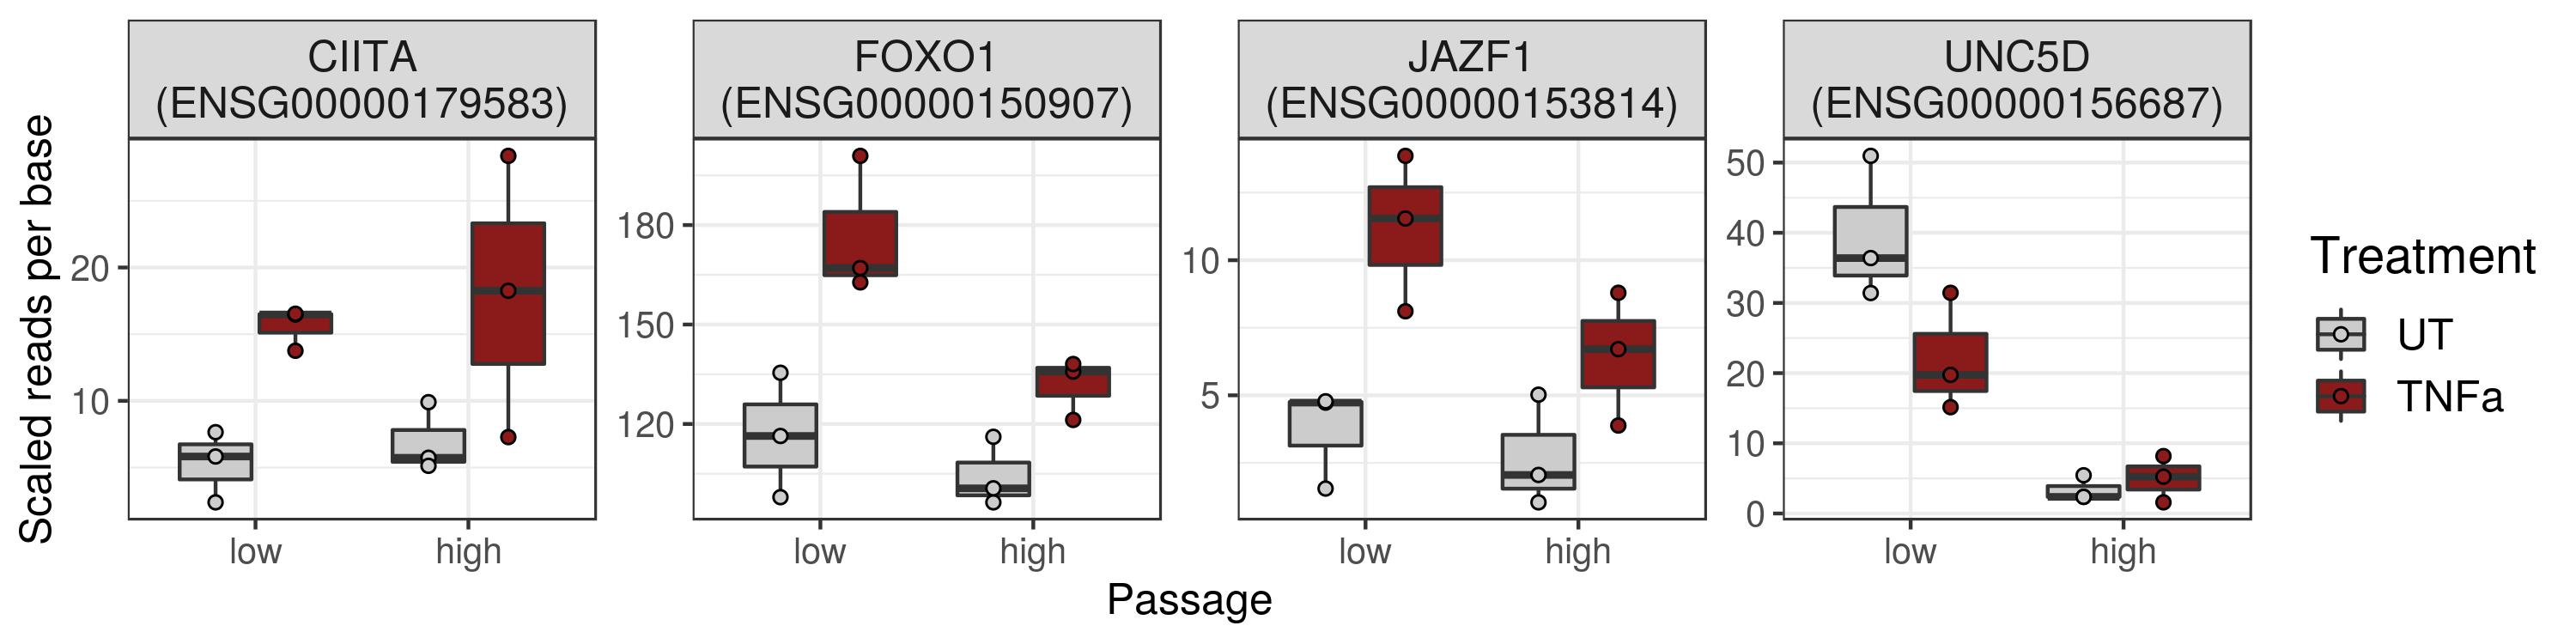 CIITA
(ENSG00000179583)
FOXO1
(ENSG00000150907)
JAZF1
(ENSG00000153814)
UNC5D
(ENSG00000156687)
Scaled reads per base
20
10
180
150
120
10
5
50
40
30
20
10
0
low high
low high
low high
low high
Passage
Treatment
UT
TNFa